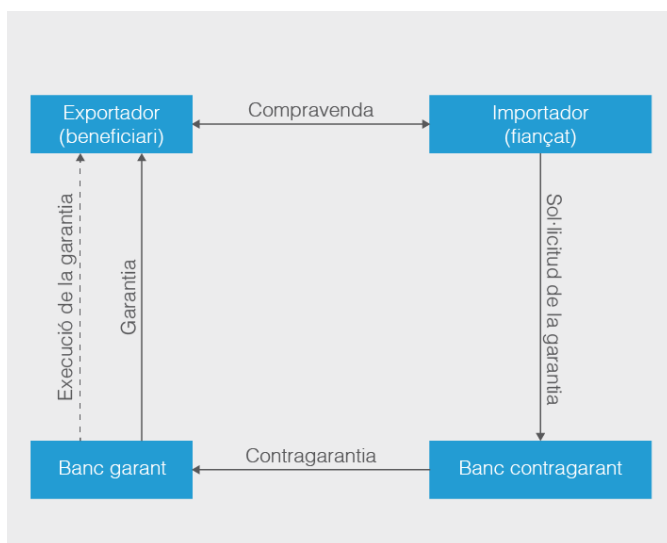 Exportador
(beneficiari)
Compravenda
Importador
(fiançat)
Execució de la garantia
Garantia
Sol·licitud de la garantia
Banc garant
Contragarantia
Banc contragarant